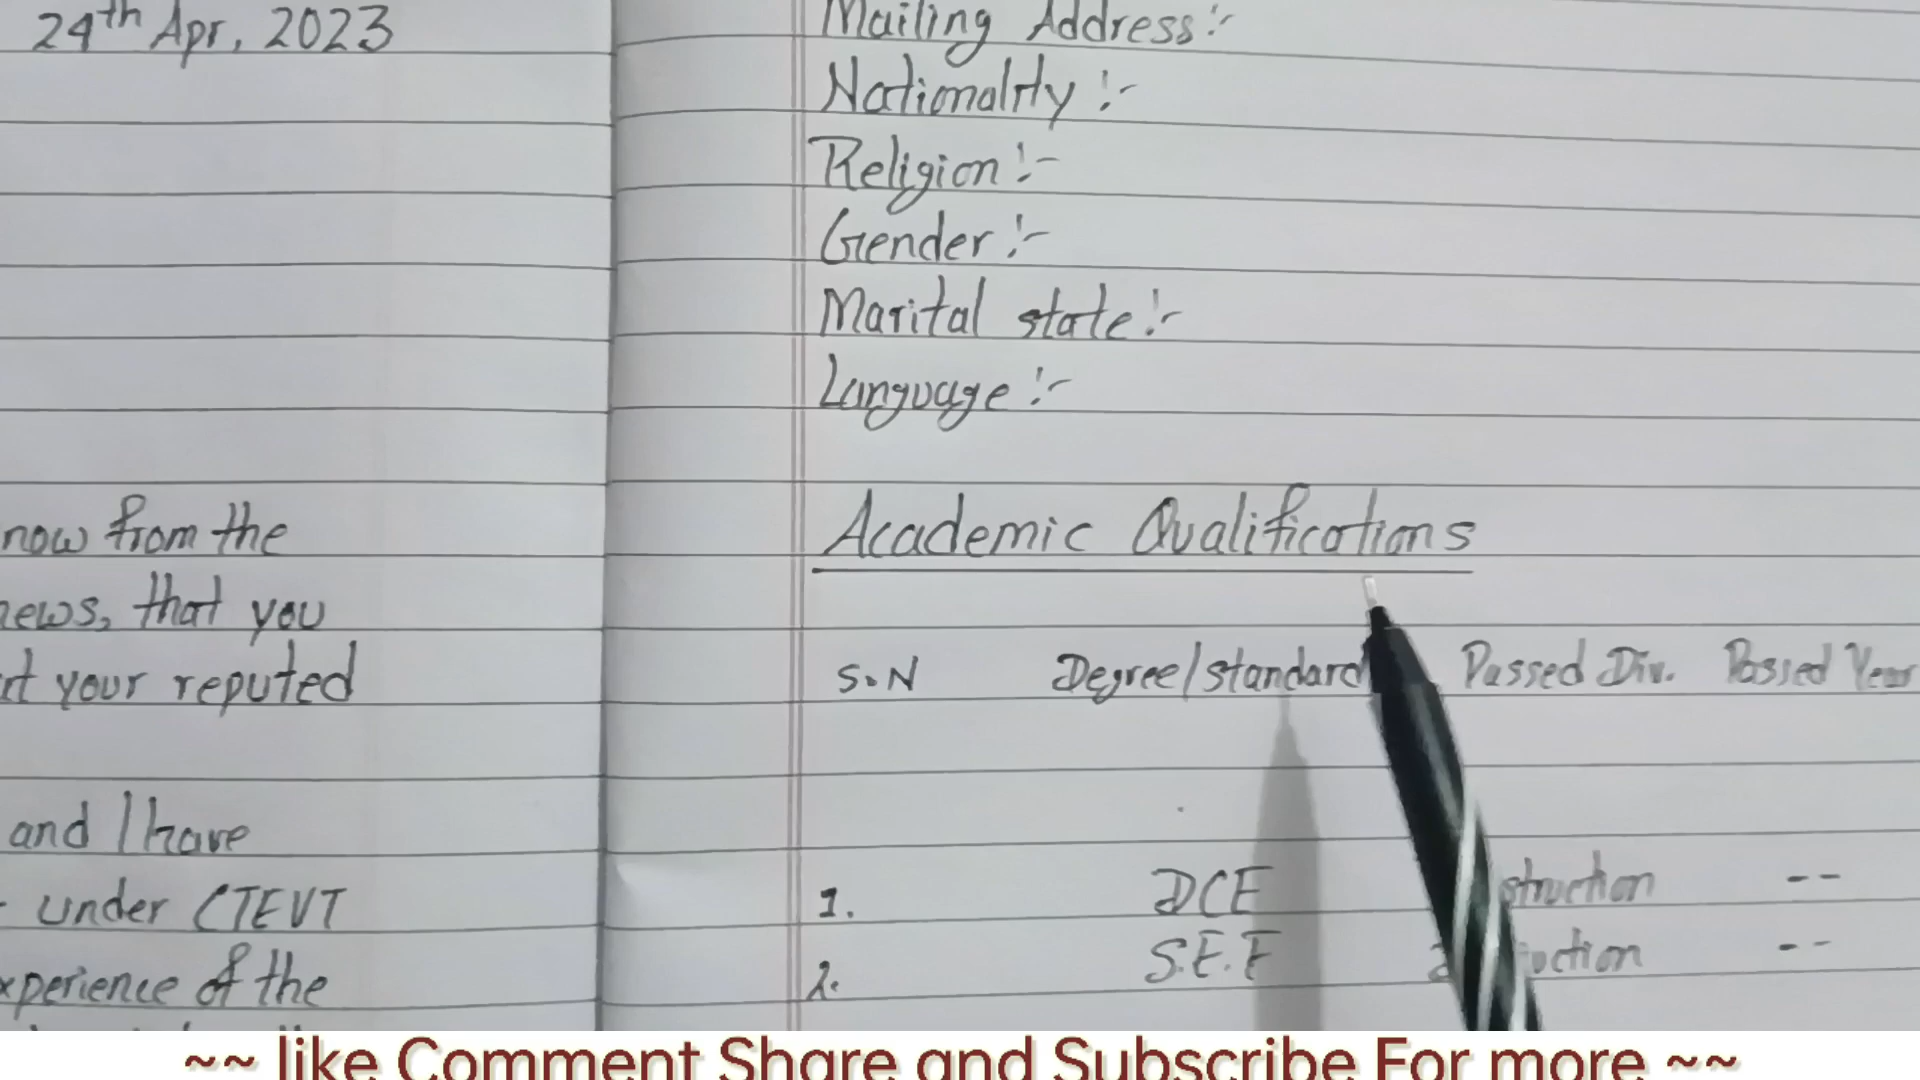 24th Apr, 2023
now from the
news, that you
your reputed
and I have
under CTEVT
experience of the
Mailing Address:-
Nationality :-
Religion :-
Gender :-
Marital state :-
Language :-
Academic Qualifications
S.N Degree/standard Passed Div. Passed Year
1. DCE struction --
2. S.E.E --
~~ like Comment Share and Subscribe For more ~~